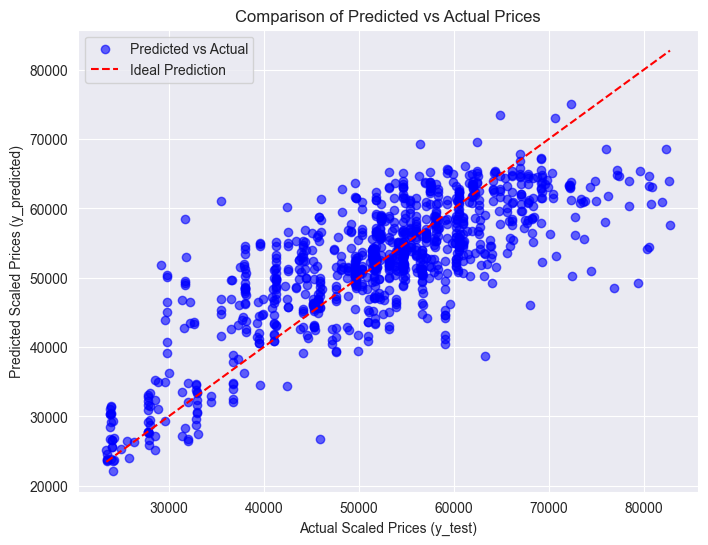 Comparison of Predicted vs Actual Prices
Predicted vs Actual
Ideal Prediction
Predicted Scaled Prices (y_predicted)
80000
70000
60000
50000
40000
30000
20000
30000 40000 50000 60000 70000 80000
Actual Scaled Prices (y_test)